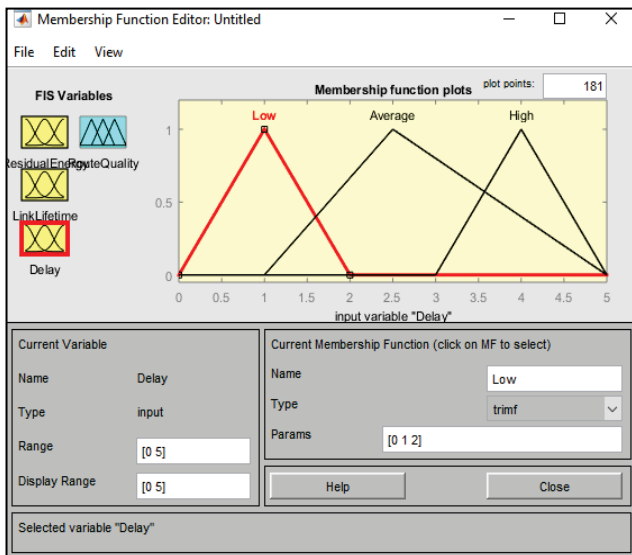 Membership Function Editor: Untitled
File Edit View
FIS Variables
Membership function plots
plot points: 181
ResidualEnergy RouteQuality
LinkLifetime
Delay
Low Average High
1
0.5
0
0 0.5 1 1.5 2 2.5 3 3.5 4 4.5 5
input variable "Delay"
Current Variable
Name Delay
Type input
Range [0 5]
Display Range [0 5]
Current Membership Function (click on MF to select)
Name Low
Type trimf
Params [0 1 2]
Help Close
Selected variable "Delay"